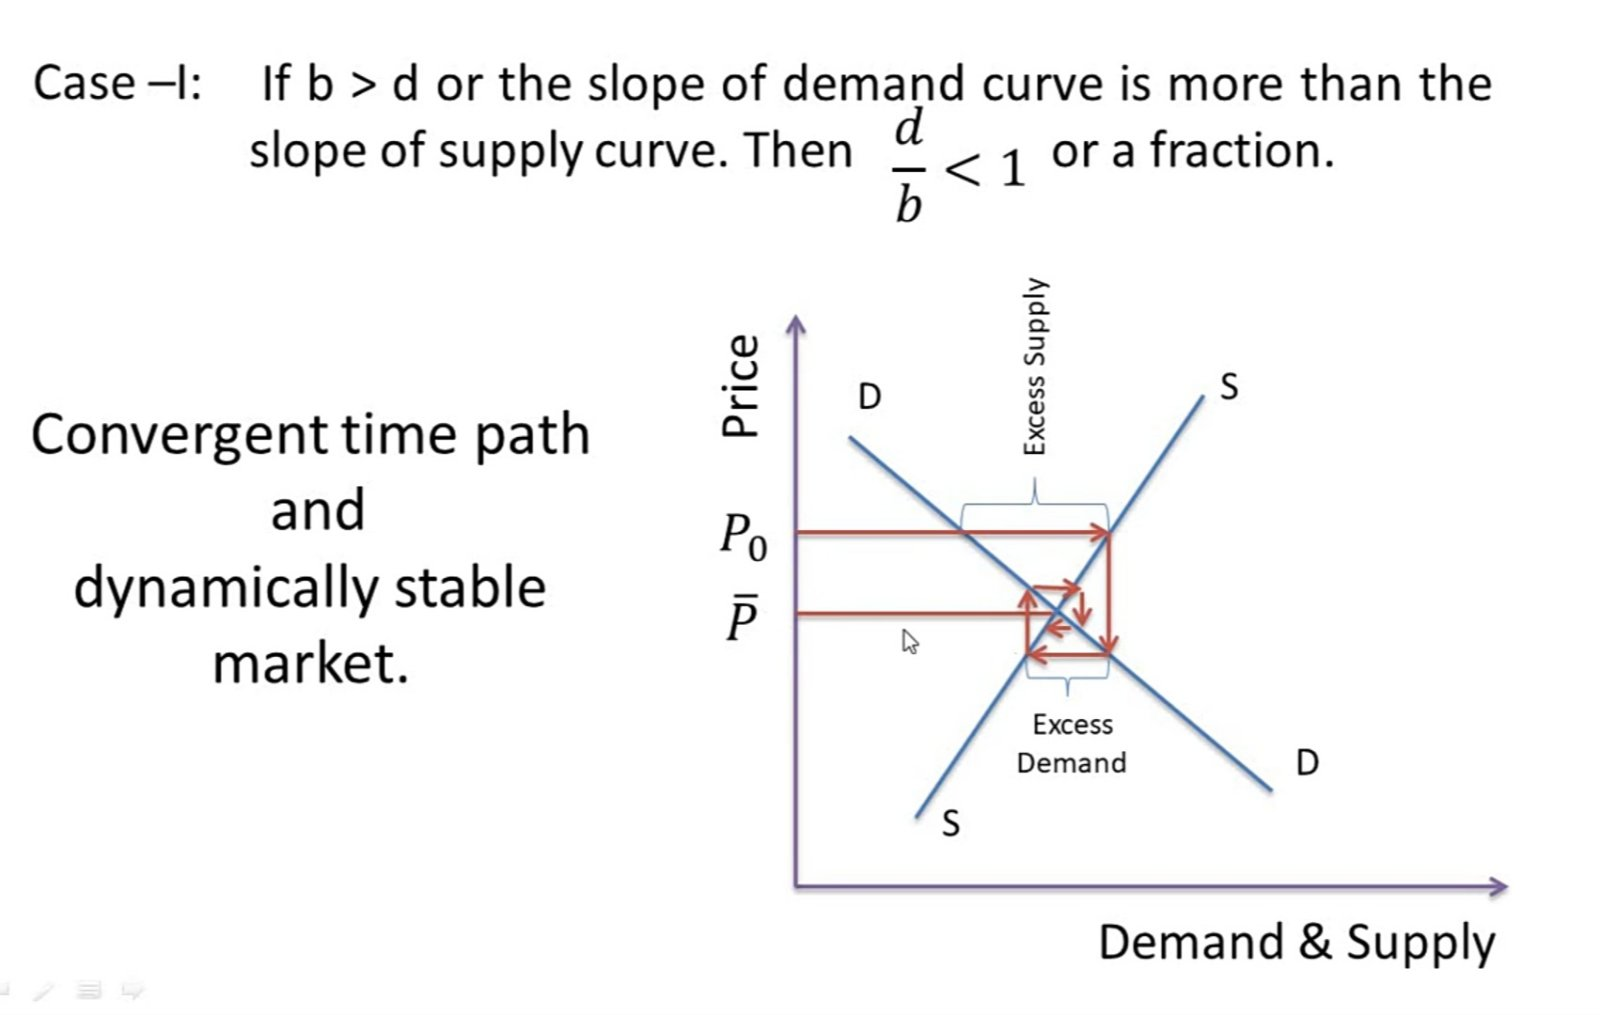 Case –I: If b > d or the slope of demand curve is more than the
slope of supply curve. Then d/b < 1 or a fraction.
Convergent time path
and
dynamically stable
market.
Price
Excess Supply
D
S
P₀
P̄
Excess
Demand
D
S
Demand & Supply